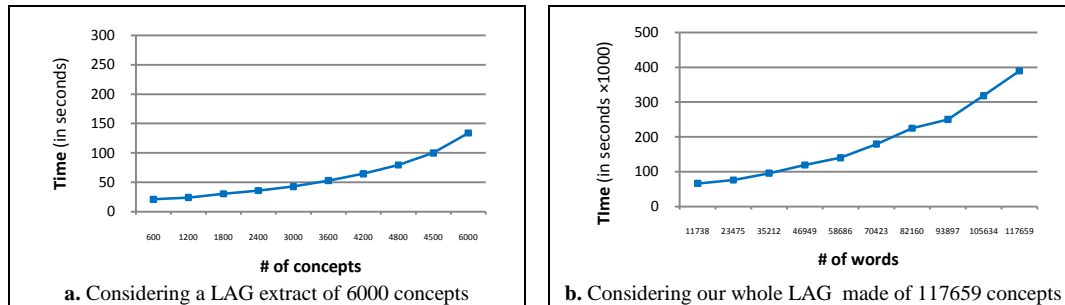 300
250
200
150
100
50
0
Time (in seconds)
600 1200 1800 2400 3000 3600 4200 4800 4500 6000
# of concepts
a. Considering a LAG extract of 6000 concepts
500
400
300
200
100
0
TIme (in seconds ×1000)
11738 23475 35212 46949 58686 70423 82160 93897 105634 117659
# of words
b. Considering our whole LAG made of 117659 concepts